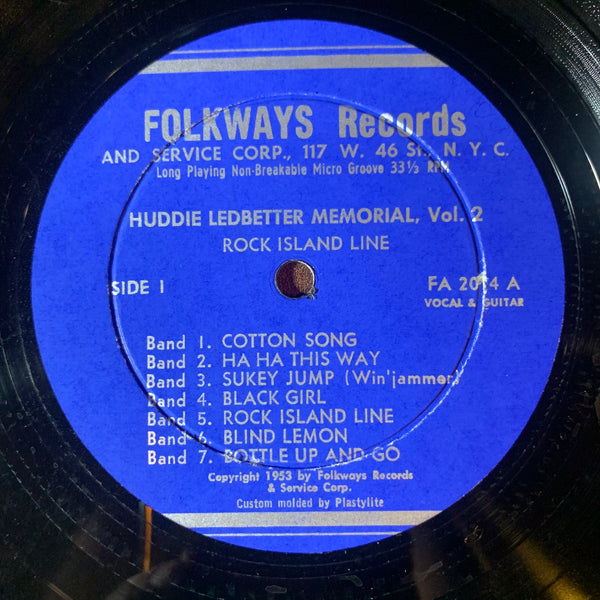 FOLKWAYS Records
AND SERVICE CORP., 117 W. 46 St., N. Y. C.
Long Playing Non-Breakable Micro Groove 33⅓ RPM
HUDDIE LEDBETTER MEMORIAL, Vol. 2
ROCK ISLAND LINE
SIDE 1 FA 2014 A
VOCAL & GUITAR
Band 1. COTTON SONG
Band 2. HA HA THIS WAY
Band 3. SUKEY JUMP (Win'jammer)
Band 4. BLACK GIRL
Band 5. ROCK ISLAND LINE
Band 6. BLIND LEMON
Band 7. BOTTLE UP AND GO
Copyright 1953 by Folkways Records
& Service Corp.
Custom molded by Plastylite